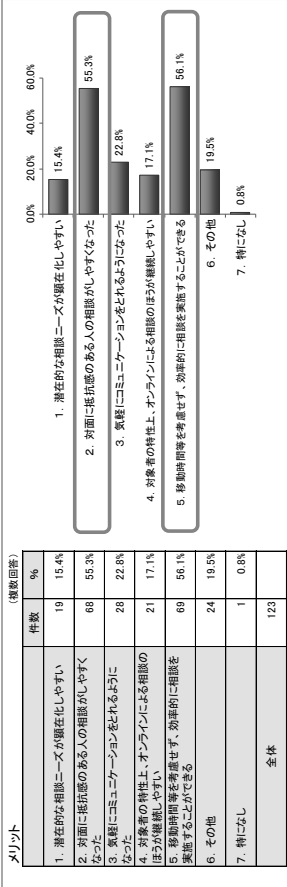 メリット
（複数回答）
件数 %
1. 潜在的な相談ニーズが顕在化しやすい 19 15.4%
2. 対面に抵抗感のある人の相談がしやすく
なった 68 55.3%
3. 気軽にコミュニケーションをとれるように
なった 28 22.8%
4. 対象者の特性上、オンラインによる相談の
ほうが継続しやすい 21 17.1%
5. 移動時間等を考慮せず、効率的に相談を
実施することができる 69 56.1%
6. その他 24 19.5%
7. 特になし 1 0.8%
全体 123
0.0% 20.0% 40.0% 60.0%
1. 潜在的な相談ニーズが顕在化しやすい 15.4%
2. 対面に抵抗感のある人の相談がしやすくなった 55.3%
3. 気軽にコミュニケーションをとれるようになった 22.8%
4. 対象者の特性上、オンラインによる相談のほうが継続しやすい 17.1%
5. 移動時間等を考慮せず、効率的に相談を実施することができる 56.1%
6. その他 19.5%
7. 特になし 0.8%